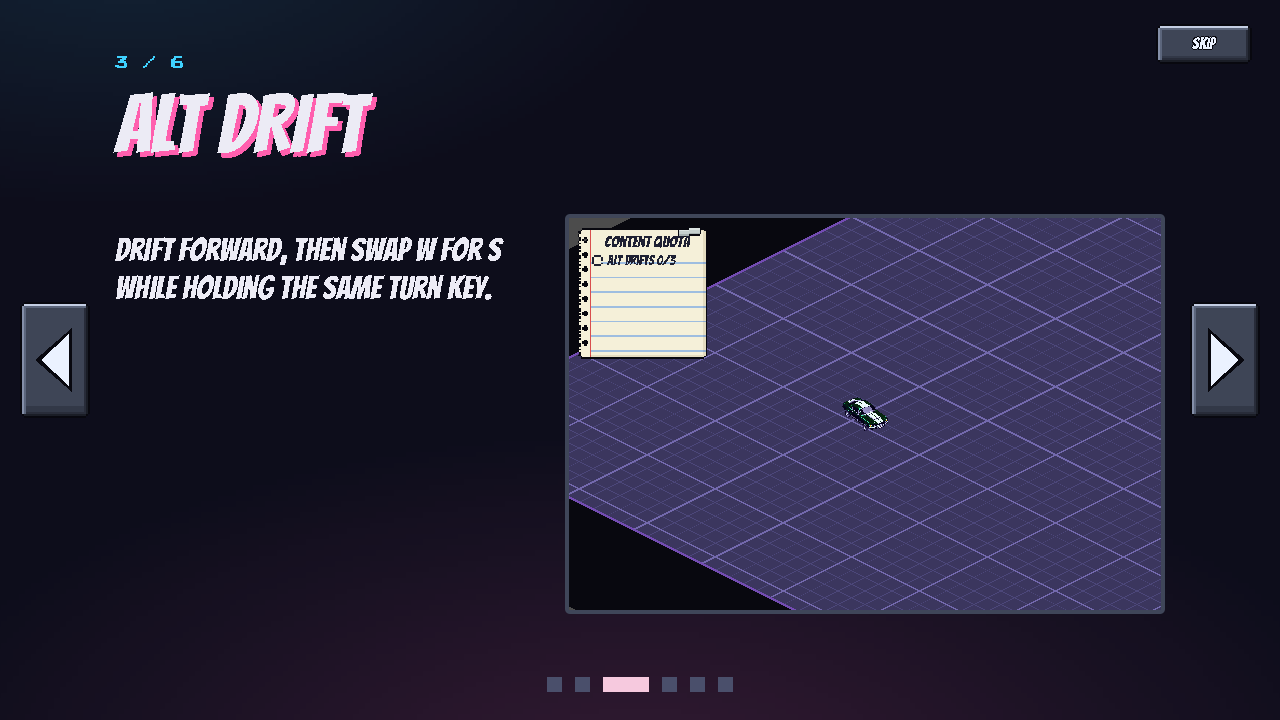 3 / 6
SKIP
ALT DRIFT
DRIFT FORWARD, THEN SWAP W FOR S
WHILE HOLDING THE SAME TURN KEY.
CONTENT QUOTA
ALT DRIFTS 0/3